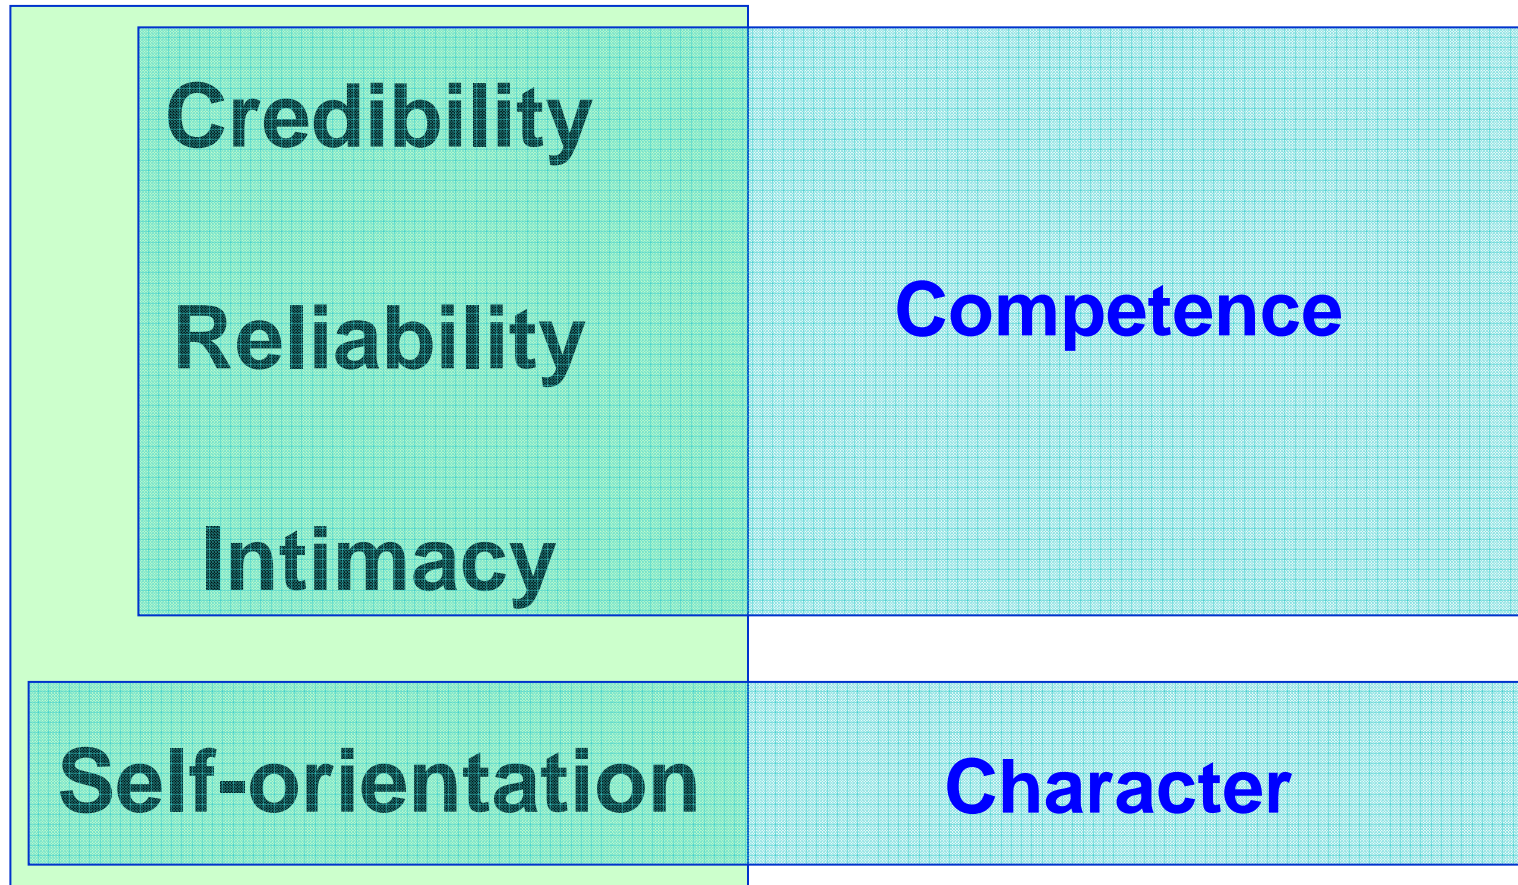 Credibility
Reliability
Competence
Intimacy
Self-orientation
Character